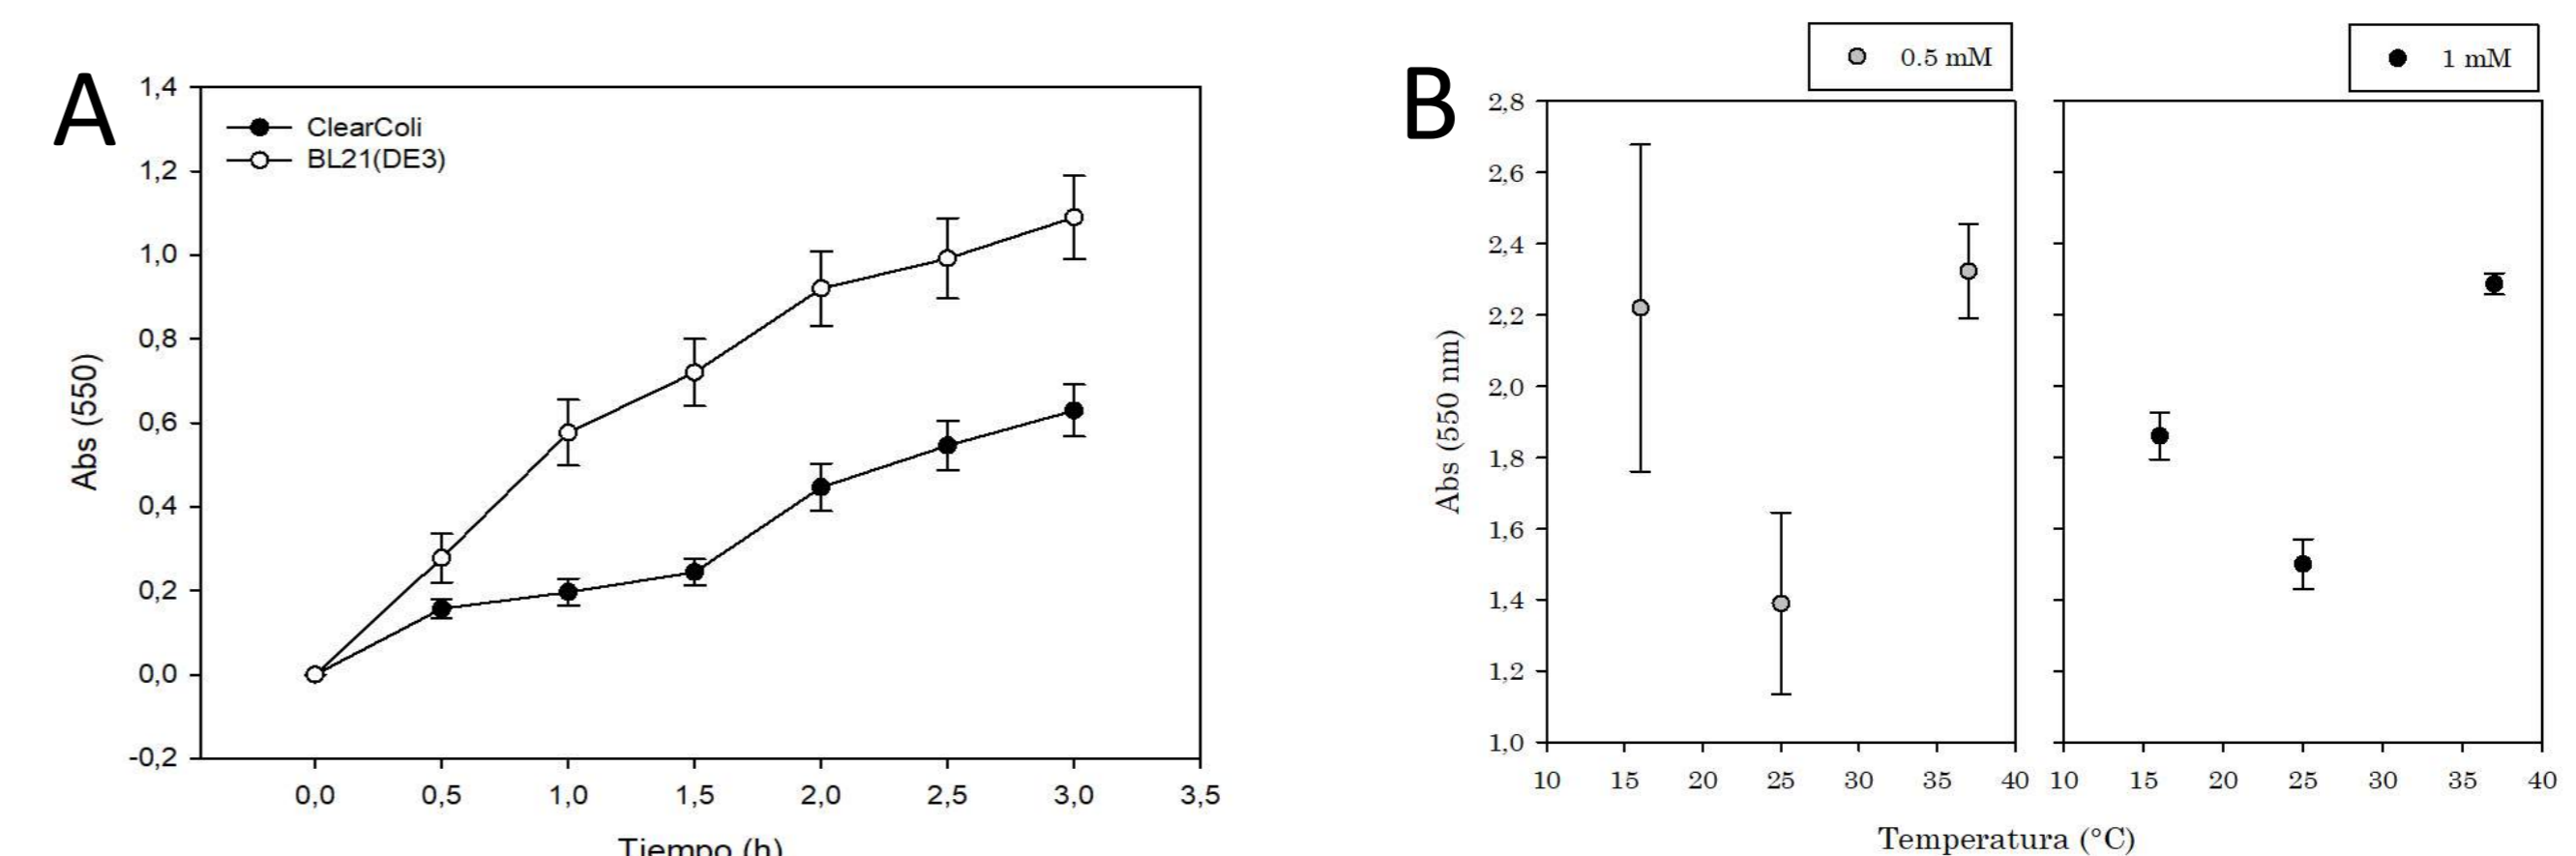 A
1,4
1,2
1,0
0,8
0,6
0,4
0,2
0,0
-0,2
Abs (550)
ClearColi
BL21(DE3)
0,0 0,5 1,0 1,5 2,0 2,5 3,0 3,5
Tiempo (h)
B
0.5 mM
1 mM
2,8
2,6
2,4
2,2
2,0
1,8
1,6
1,4
1,2
1,0
Abs (550 nm)
10 15 20 25 30 35 40
10 15 20 25 30 35 40
Temperatura (°C)